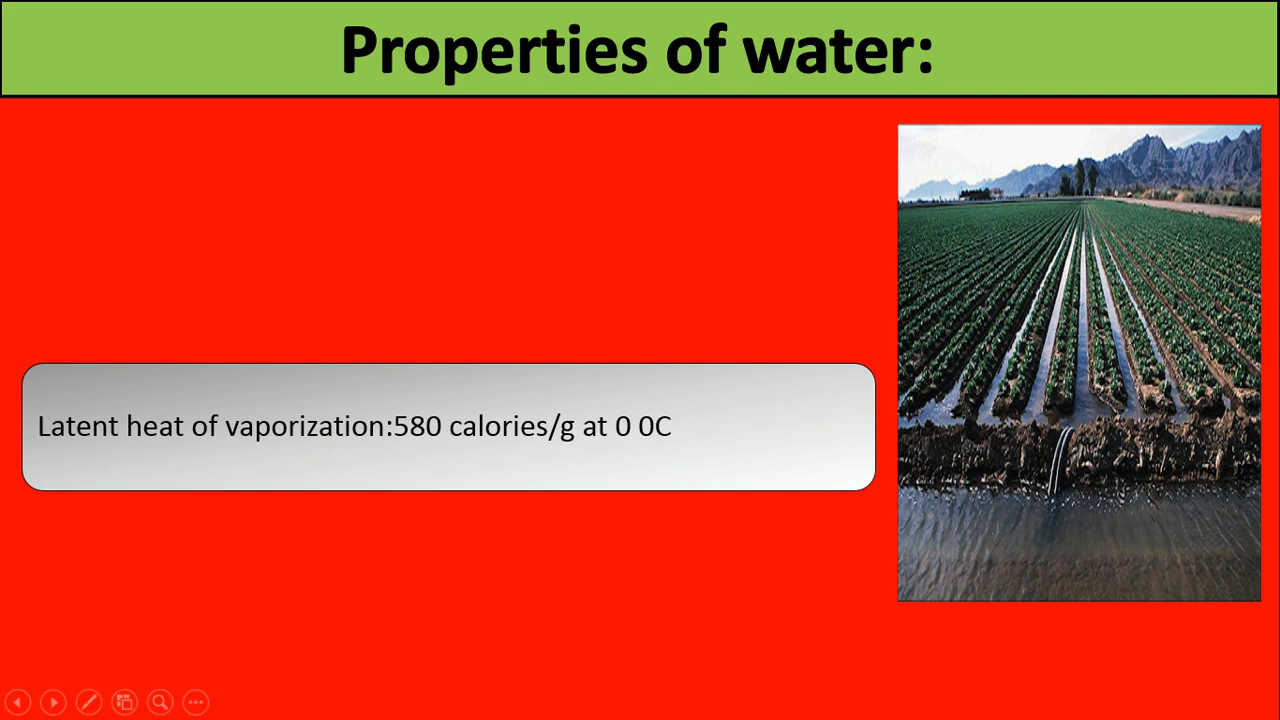 Properties of water:
Latent heat of vaporization:580 calories/g at 0 0C